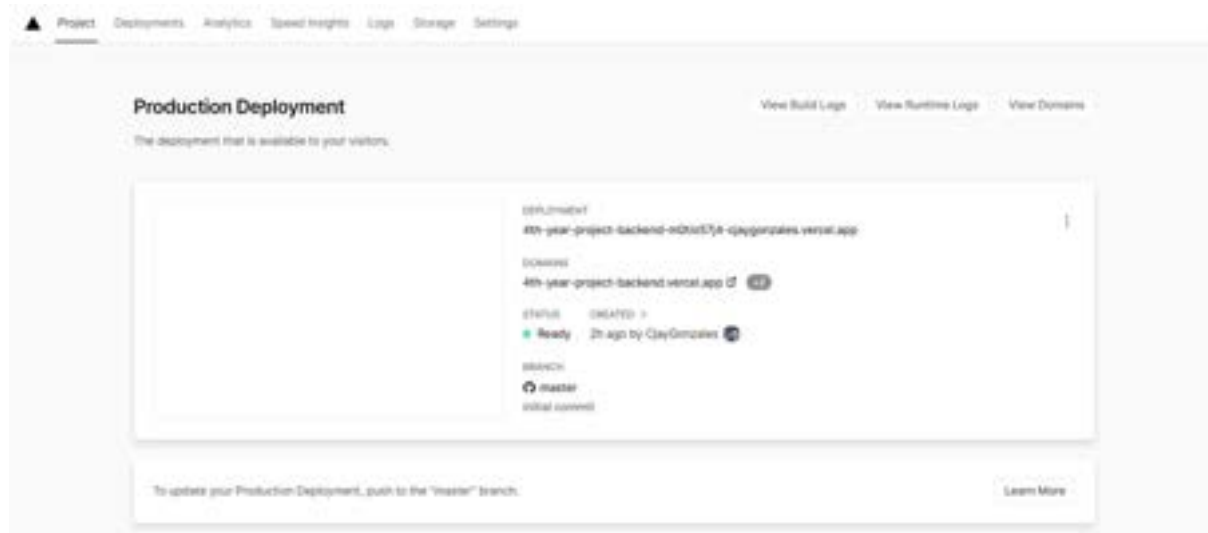 Project Deployments Analytics Speed Insights Logs Storage Settings
Production Deployment
View Build Logs View Runtime Logs View Domains
The deployment that is available to your visitors.
DEPLOYMENT
DOMAINS
4th-year-project-backend.vercel.app +2
STATUS CREATED
Ready 2h ago by CjayGonzales
BRANCH
master
initial commit
To update your Production Deployment, push to the "master" branch.
Learn More